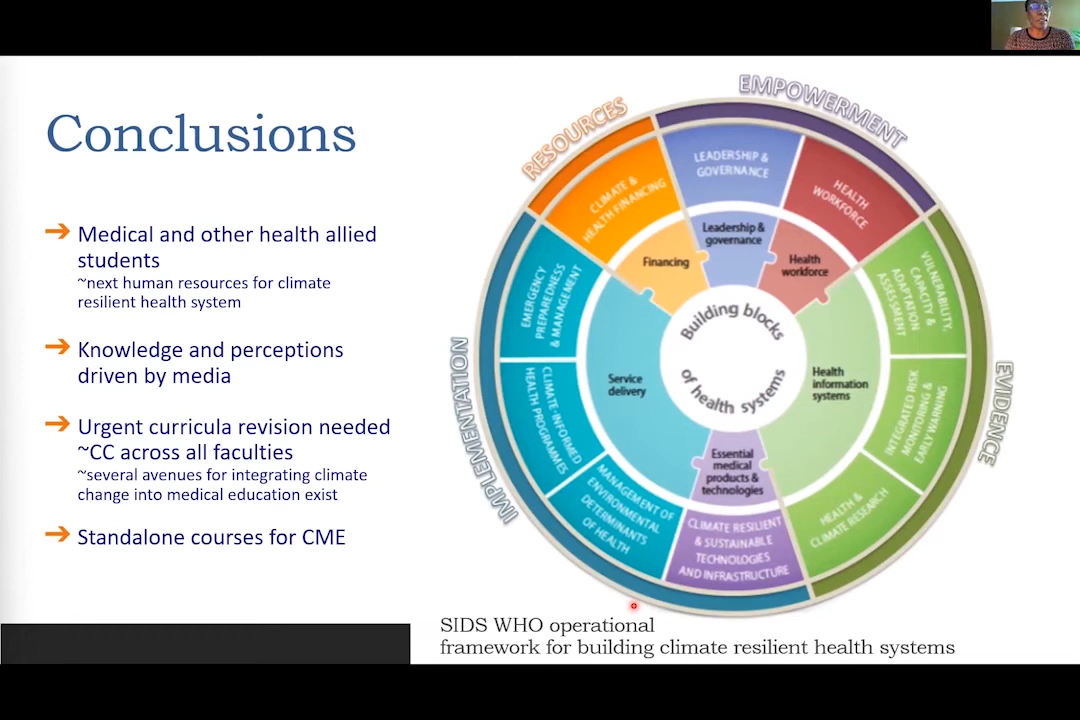 Conclusions
➔ Medical and other health allied
students
~next human resources for climate
resilient health system
➔ Knowledge and perceptions
driven by media
➔ Urgent curricula revision needed
~CC across all faculties
~several avenues for integrating climate
change into medical education exist
➔ Standalone courses for CME
RESOURCES
EMPOWERMENT
EVIDENCE
IMPLEMENTATION
CLIMATE &
HEALTH FINANCING
LEADERSHIP &
GOVERNANCE
HEALTH
WORKFORCE
VULNERABILITY,
CAPACITY &
ADAPTATION
ASSESSMENT
INTEGRATED RISK
MONITORING &
EARLY WARNING
HEALTH &
CLIMATE RESEARCH
CLIMATE RESILIENT
& SUSTAINABLE
TECHNOLOGIES
AND INFRASTRUCTURE
MANAGEMENT OF
ENVIRONMENTAL
DETERMINANTS
OF HEALTH
CLIMATE-INFORMED
HEALTH PROGRAMMES
EMERGENCY
PREPAREDNESS
& MANAGEMENT
Financing
Leadership &
governance
Health
workforce
Health
information
systems
Essential
medical
products &
technologies
Service
delivery
Building blocks
of health systems
SIDS WHO operational
framework for building climate resilient health systems